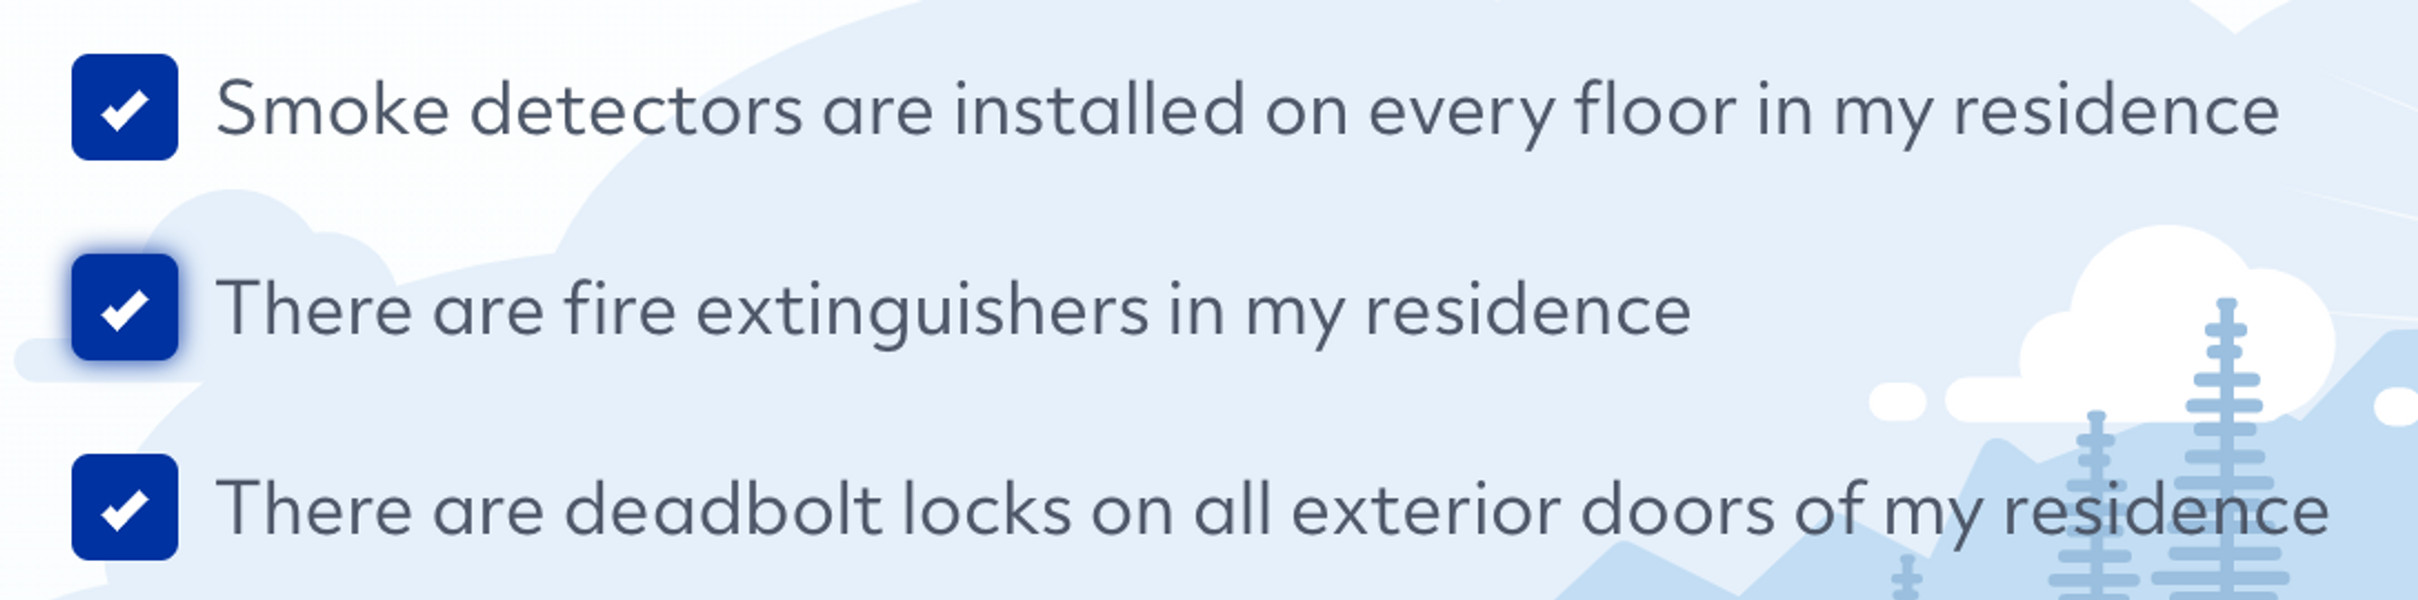 Smoke detectors are installed on every floor in my residence
There are fire extinguishers in my residence
There are deadbolt locks on all exterior doors of my residence